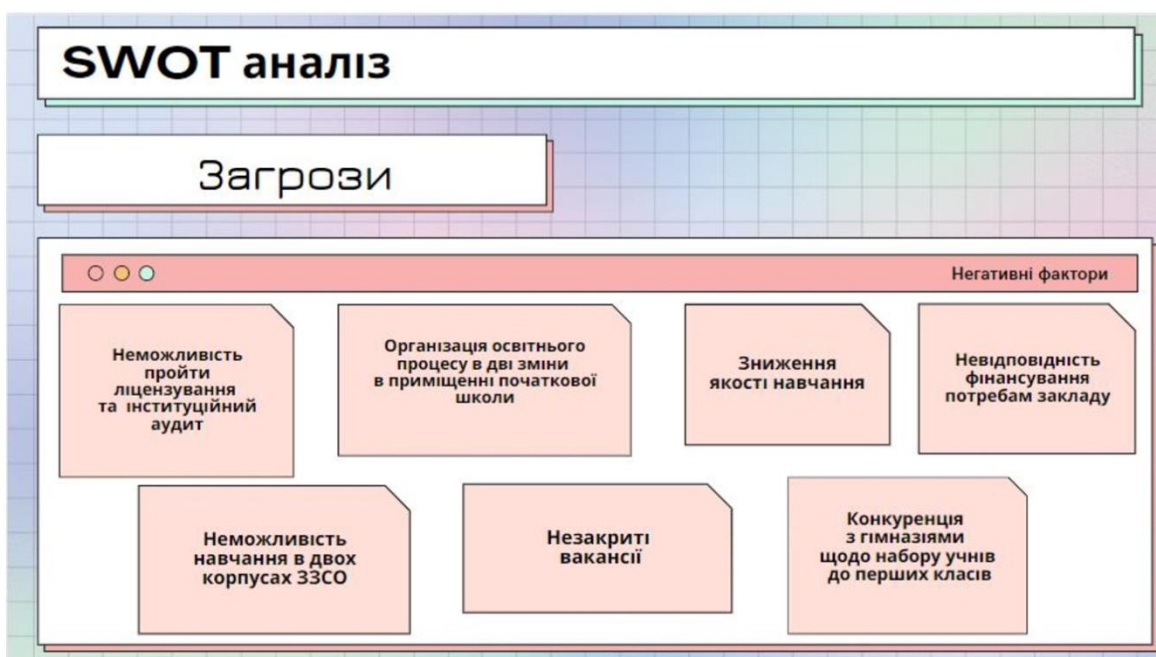 SWOT аналіз
Загрози
Негативні фактори
Неможливість
пройти
ліцензування
та інституційний
аудит
Організація освітнього
процесу в дві зміни
в приміщенні початкової
школи
Зниження
якості навчання
Невідповідність
фінансування
потребам закладу
Неможливість
навчання в двох
корпусах ЗЗСО
Незакриті
вакансії
Конкуренція
з гімназіями
щодо набору учнів
до перших класів